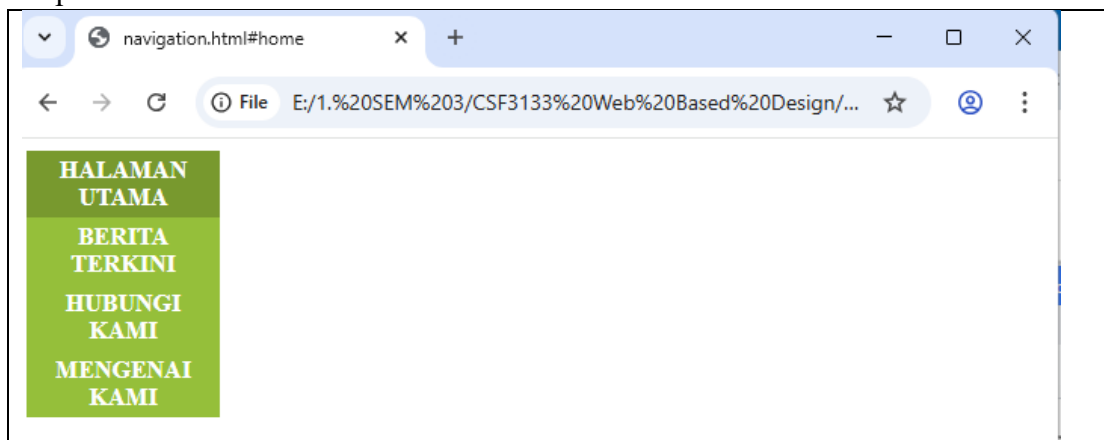 navigation.html#home
File E:/1.%20SEM%203/CSF3133%20Web%20Based%20Design/...
HALAMAN
UTAMA
BERITA
TERKINI
HUBUNGI
KAMI
MENGENAI
KAMI